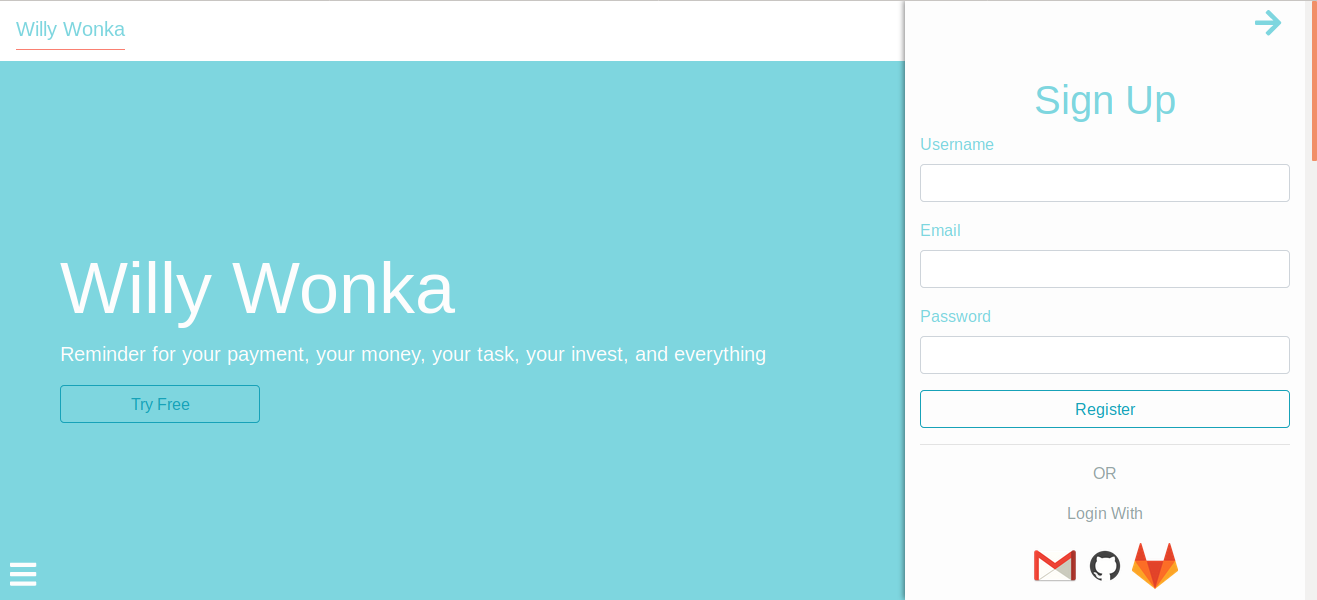 Willy Wonka
Willy Wonka
Reminder for your payment, your money, your task, your invest, and everything
Try Free
Sign Up
Username
Email
Password
Register
OR
Login With